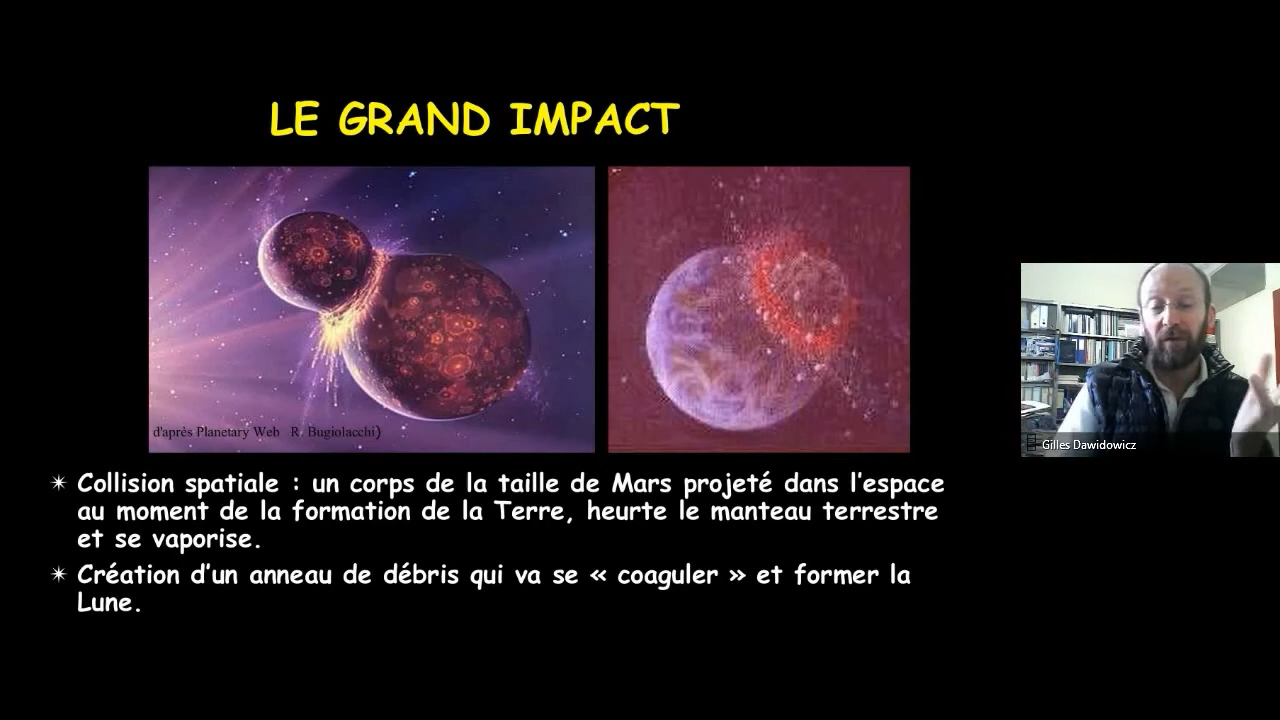 LE GRAND IMPACT
d'après Planetary Web R. Bugiolacchi)
✴ Collision spatiale : un corps de la taille de Mars projeté dans l'espace
au moment de la formation de la Terre, heurte le manteau terrestre
et se vaporise.
✴ Création d'un anneau de débris qui va se « coaguler » et former la
Lune.
Gilles Dawidowicz